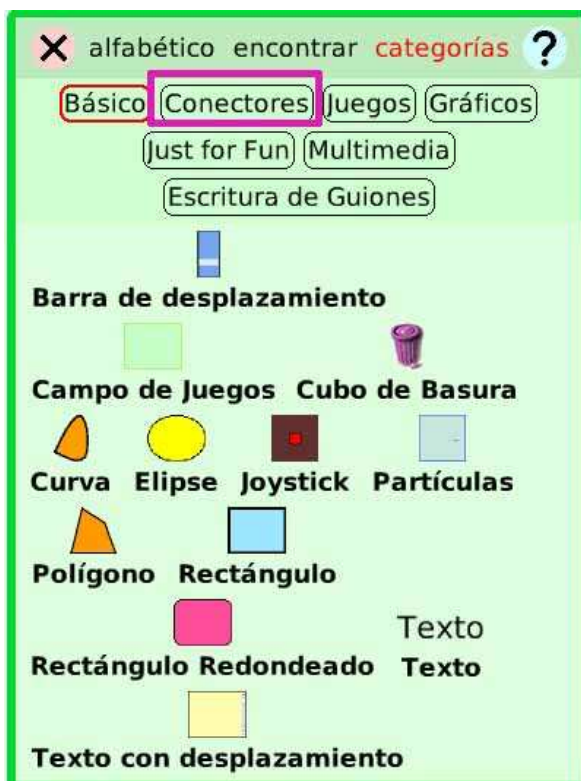 X alfabético encontrar categorías ?
Básico Conectores Juegos Gráficos
Just for Fun Multimedia
Escritura de Guiones
Barra de desplazamiento
Campo de Juegos Cubo de Basura
Curva Elipse Joystick Partículas
Polígono Rectángulo
Texto
Rectángulo Redondeado Texto
Texto con desplazamiento